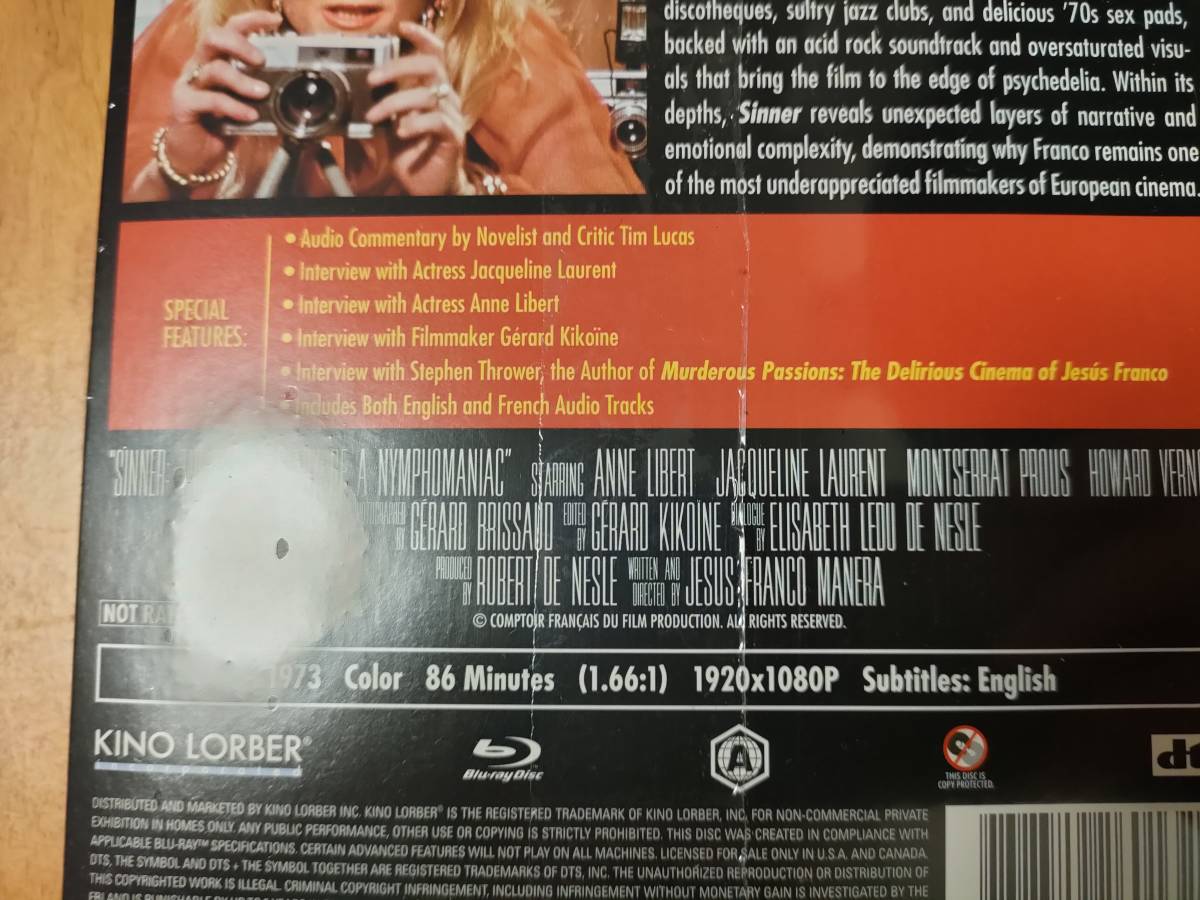 discotheques, sultry jazz clubs, and delicious '70s sex pads,
backed with an acid rock soundtrack and oversaturated visu-
als that bring the film to the edge of psychedelia. Within its
depths, Sinner reveals unexpected layers of narrative and
emotional complexity, demonstrating why Franco remains one
of the most underappreciated filmmakers of European cinema.
SPECIAL
FEATURES:
• Audio Commentary by Novelist and Critic Tim Lucas
• Interview with Actress Jacqueline Laurent
• Interview with Actress Anne Libert
• Interview with Filmmaker Gérard Kikoïne
• Interview with Stephen Thrower, the Author of Murderous Passions: The Delirious Cinema of Jesús Franco
• Includes Both English and French Audio Tracks
"SINNER: A NYMPHOMANIAC" STARRING ANNE LIBERT JACQUELINE LAURENT MONTSERRAT PROUS HOWARD
BY GÉRARD BRISSAUD EDITED BY GÉRARD KIKOÏNE DIALOGUE BY ELISABETH LEDU DE NESLE
PRODUCED BY ROBERT DE NESLE WRITTEN AND DIRECTED BY JESUS FRANCO MANERA
NOT
© COMPTOIR FRANÇAIS DU FILM PRODUCTION. ALL RIGHTS RESERVED.
1973 Color 86 Minutes (1.66:1) 1920x1080P Subtitles: English
KINO LORBER®
Blu-ray Disc™
A
THIS DISC IS
COPY PROTECTED.
DISTRIBUTED AND MARKETED BY KINO LORBER INC. KINO LORBER® IS THE REGISTERED TRADEMARK OF KINO LORBER, INC. FOR NON-COMMERCIAL PRIVATE
EXHIBITION IN HOMES ONLY. ANY PUBLIC PERFORMANCE, OTHER USE OR COPYING IS STRICTLY PROHIBITED. THIS DISC WAS CREATED IN COMPLIANCE WITH
APPLICABLE BLU-RAY™ SPECIFICATIONS. CERTAIN ADVANCED FEATURES WILL NOT PLAY ON ALL MACHINES. LICENSED FOR SALE ONLY IN U.S.A. AND CANADA.
DTS, THE SYMBOL AND DTS + THE SYMBOL TOGETHER ARE REGISTERED TRADEMARKS OF DTS, INC. THE UNAUTHORIZED REPRODUCTION OR DISTRIBUTION OF
THIS COPYRIGHTED WORK IS ILLEGAL. CRIMINAL COPYRIGHT INFRINGEMENT, INCLUDING INFRINGEMENT WITHOUT MONETARY GAIN IS INVESTIGATED BY THE